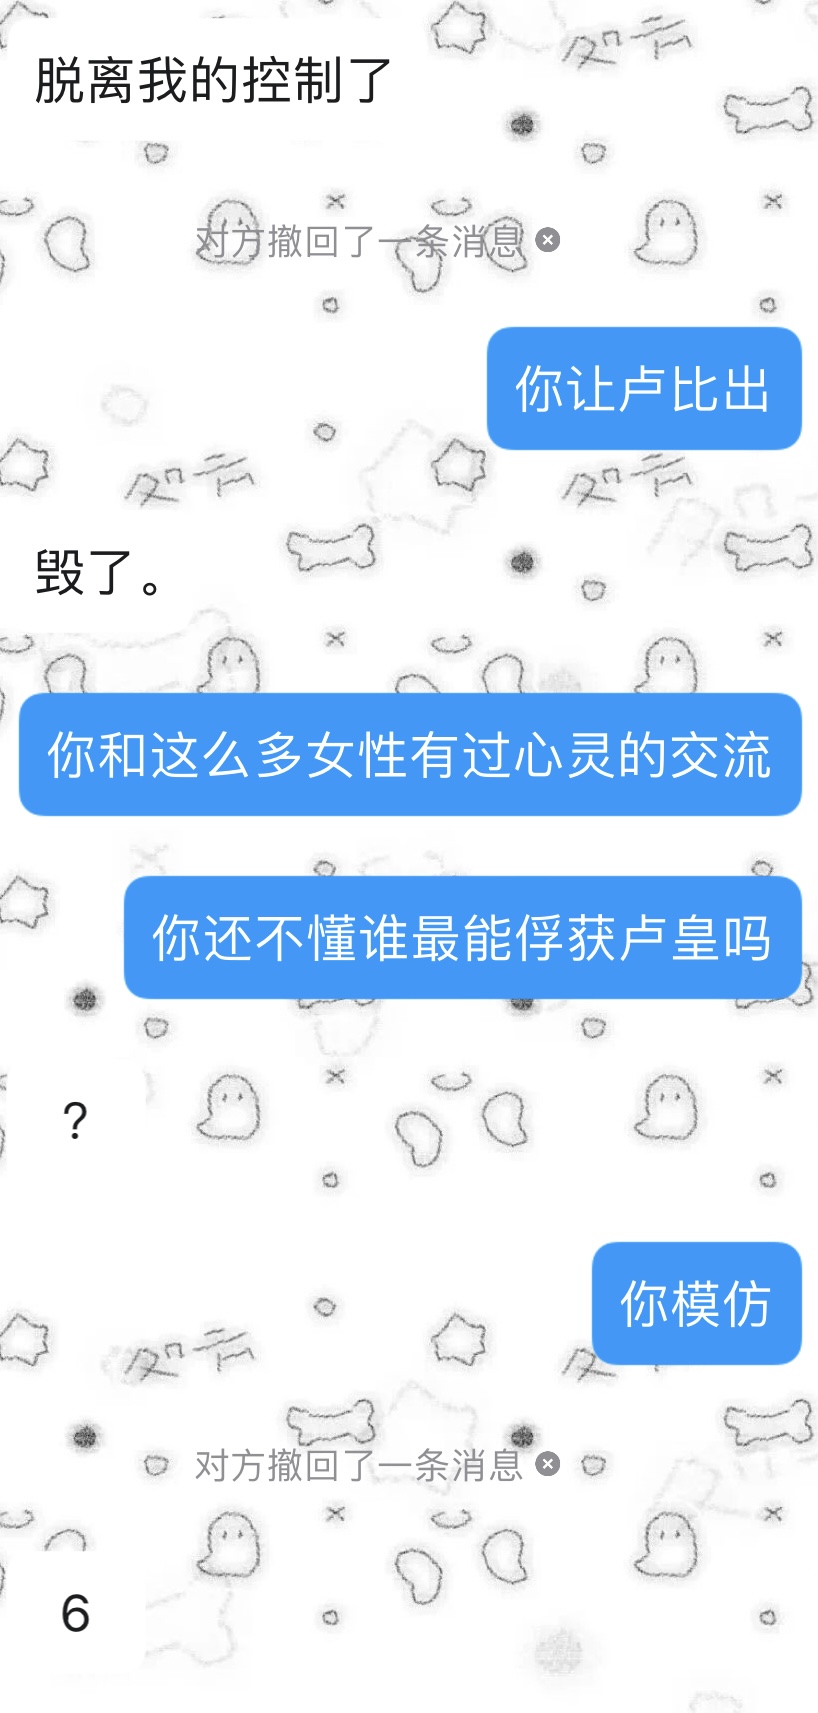 脱离我的控制了
对方撤回了一条消息
你让卢比出
毁了。
你和这么多女性有过心灵的交流
你还不懂谁最能俘获卢皇吗
?
你模仿
对方撤回了一条消息
6